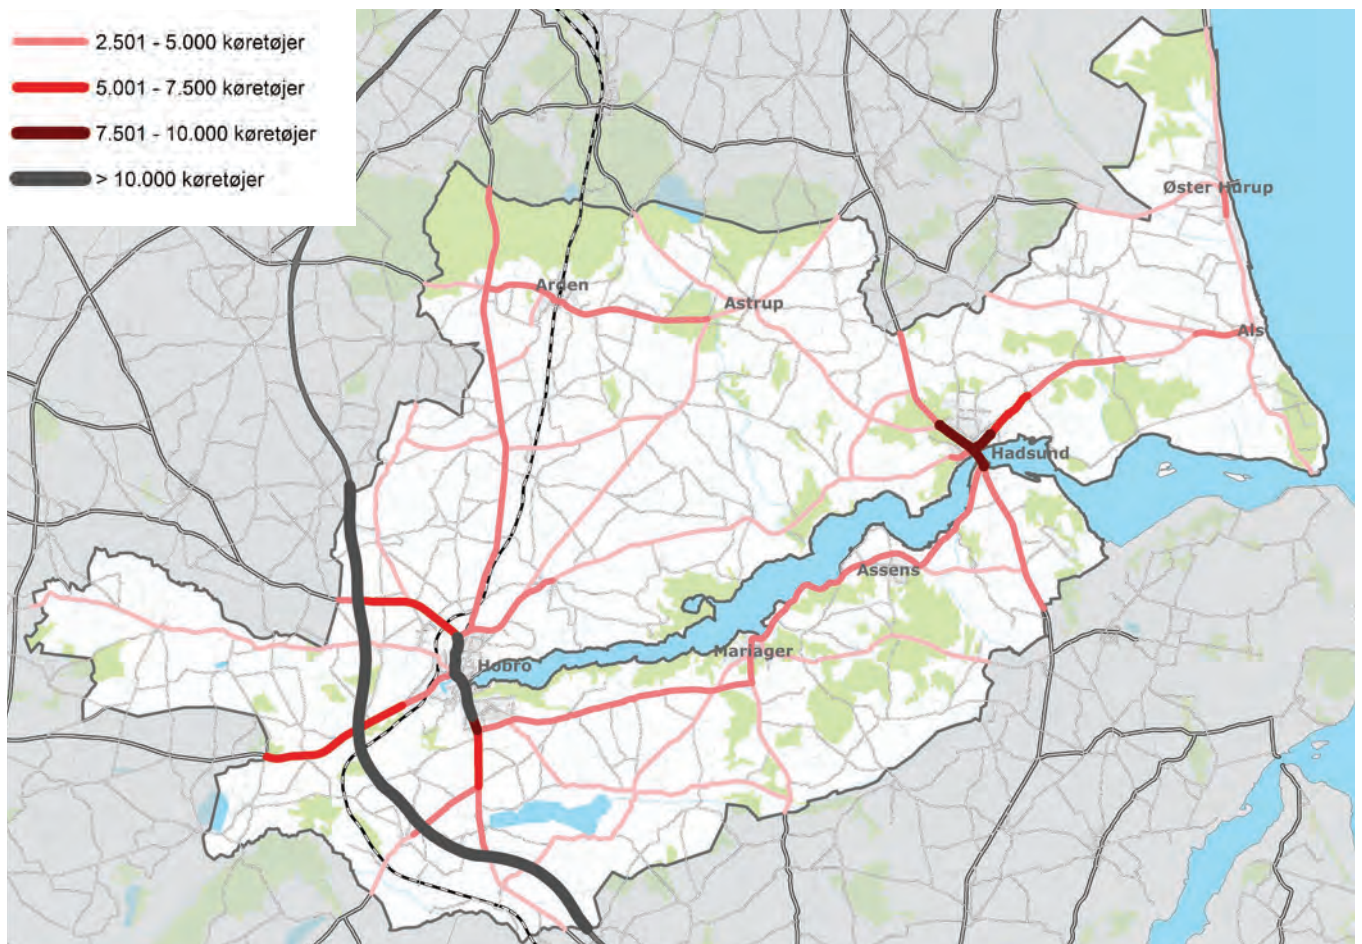 2.501 - 5.000 køretøjer
5.001 - 7.500 køretøjer
7.501 - 10.000 køretøjer
> 10.000 køretøjer
Øster Hurup
Arden
Astrup
Als
Hadsund
Assens
Mariager
Hobro